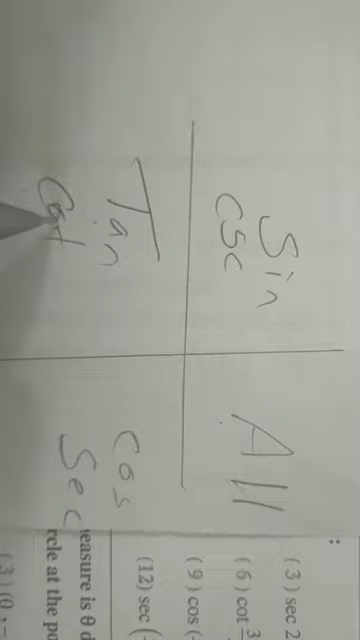 Sin
csc
All
Tan
Cot
cos
Sec
:
(3) sec 2
(6) cot 3
(9) cos (-
(12) sec (-
easure is θ d
rcle at the po